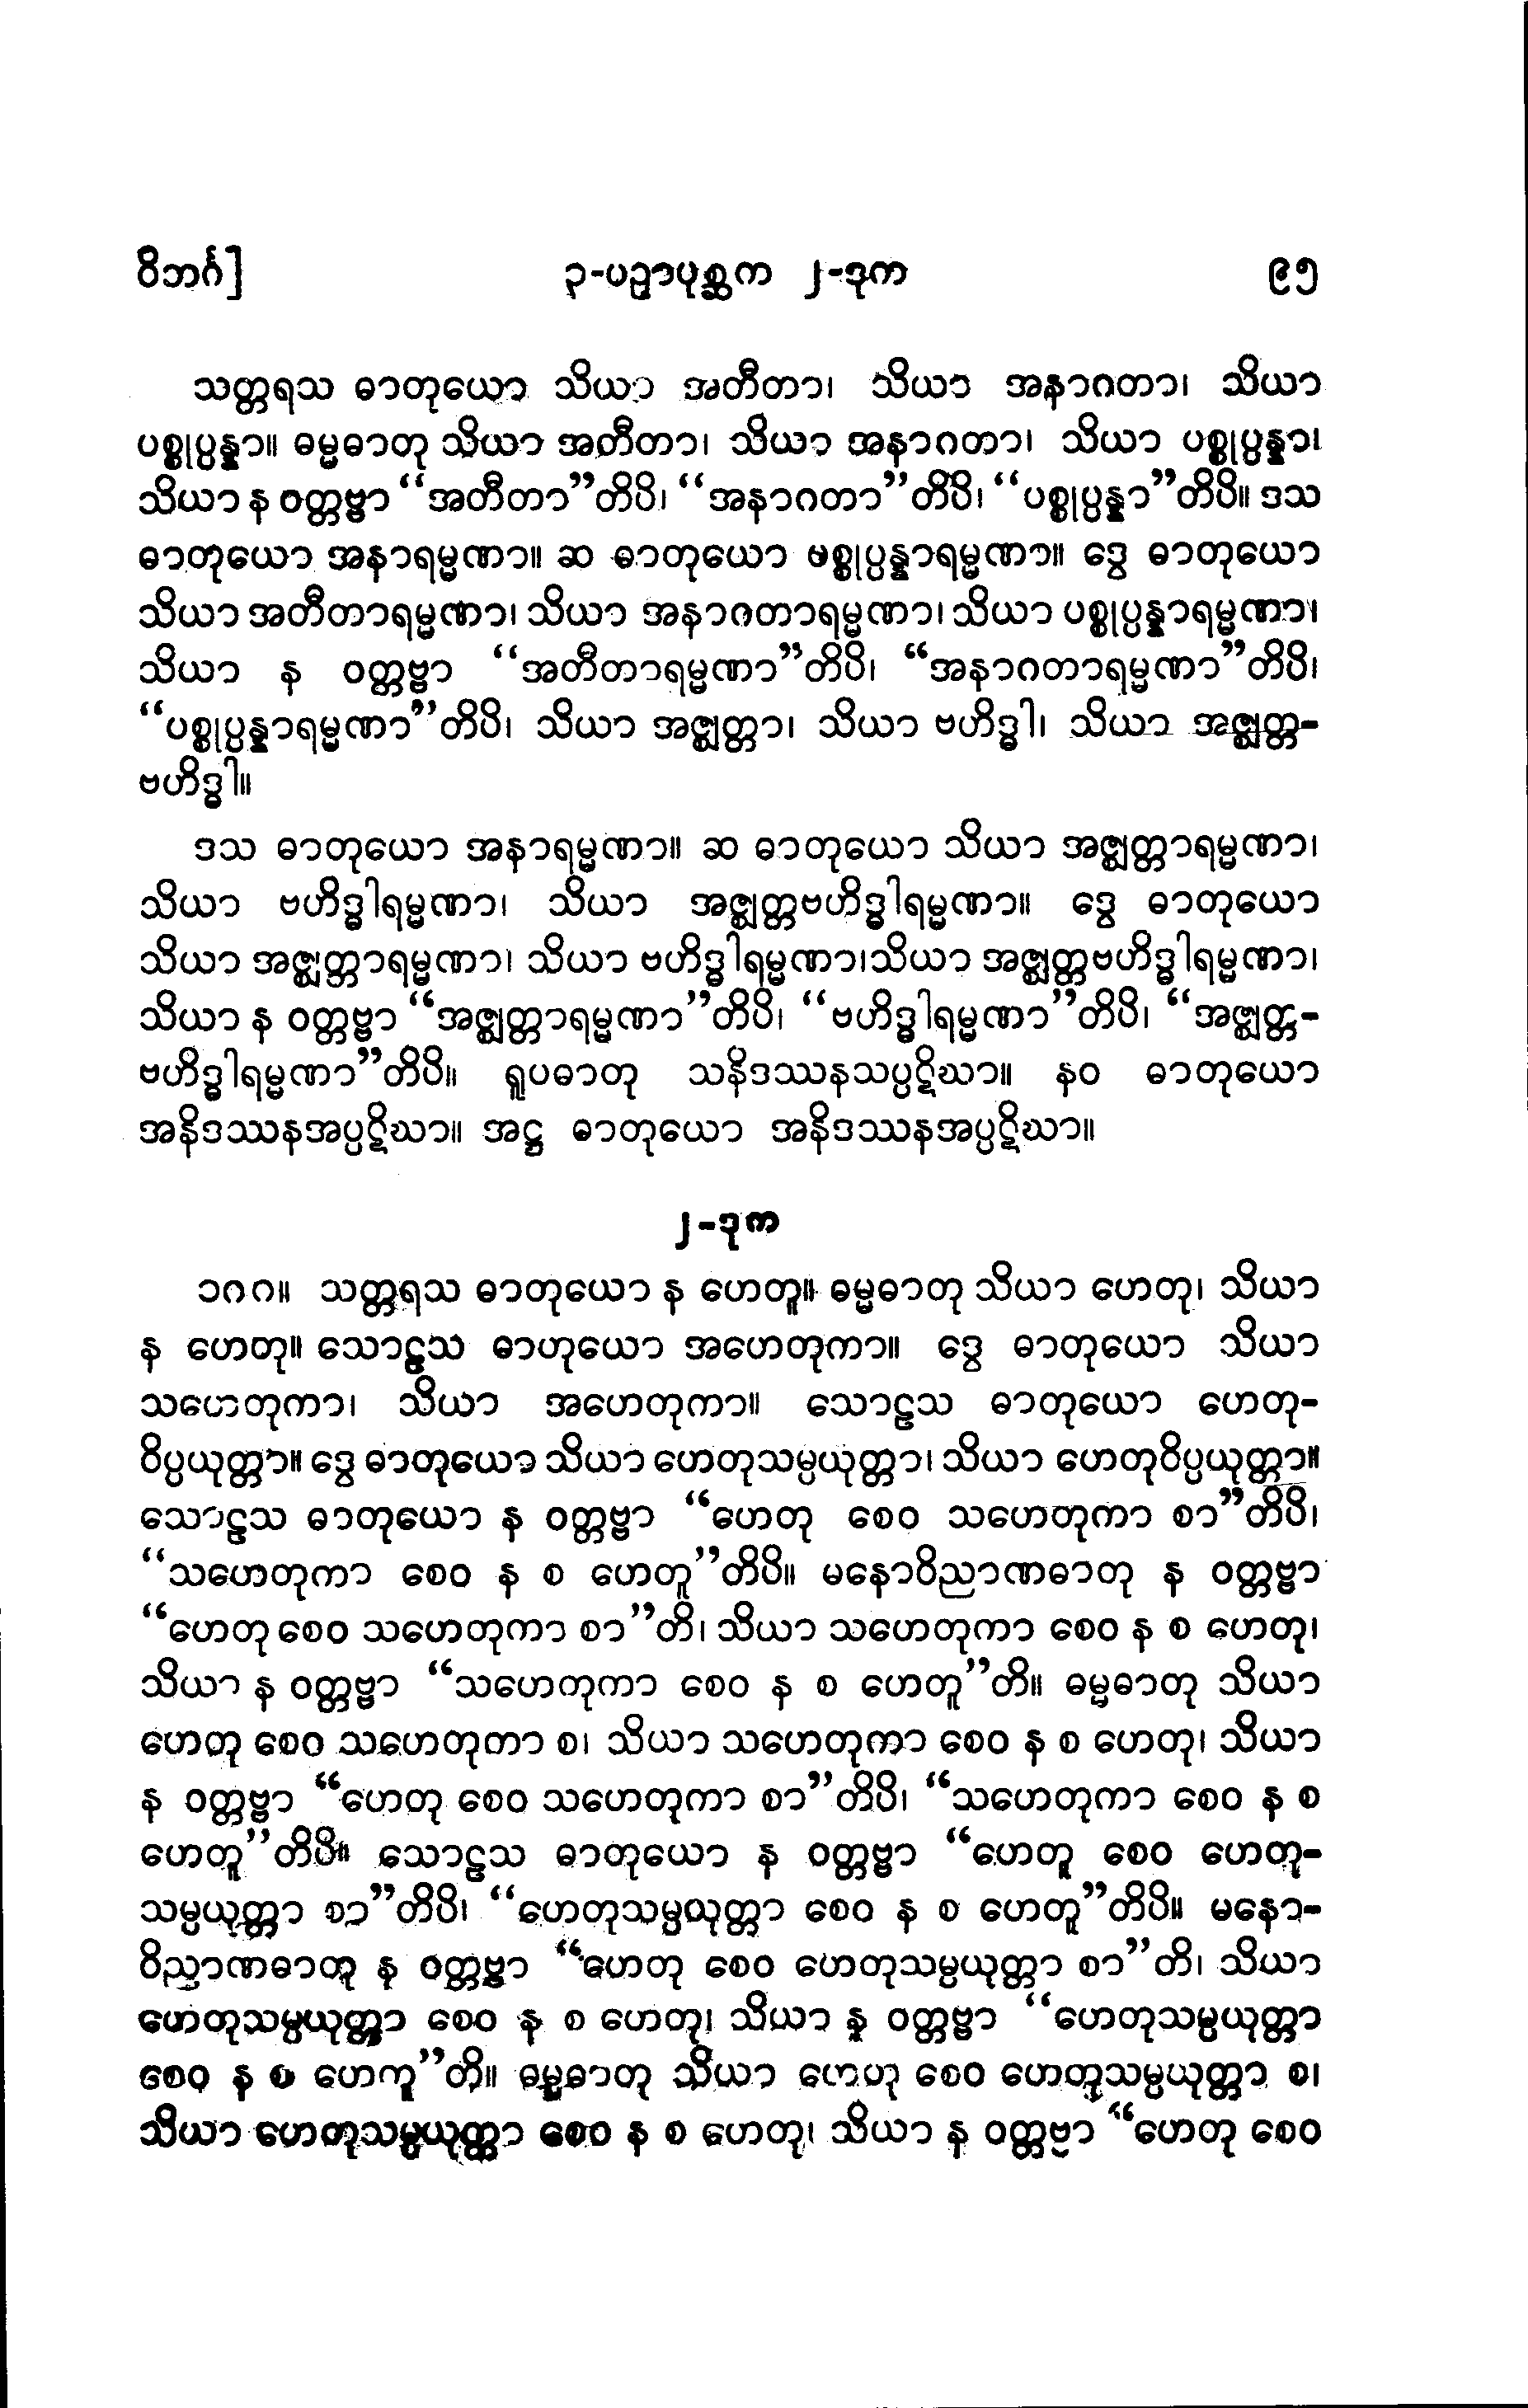 ဝိဘင်္ဂ] ၃-ပဉှာပုစ္ဆက ၂-ဒုက ၉၅
သတ္တရသ ဓာတုယော သိယာ အတီတာ၊ သိယာ အနာဂတာ၊ သိယာ
ပစ္စုပ္ပန္နာ။ ဓမ္မဓာတု သိယာ အတီတာ၊ သိယာ အနာဂတာ၊ သိယာ ပစ္စုပ္ပန္နာ၊
သိယာ န ဝတ္တဗ္ဗာ “အတီတာ”တိပိ၊ “အနာဂတာ”တိပိ၊ “ပစ္စုပ္ပန္နာ”တိပိ။ ဒသ
ဓာတုယော အနာရမ္မဏာ။ ဆ ဓာတုယော ပစ္စုပ္ပန္နာရမ္မဏာ။ ဒွေ ဓာတုယော
သိယာ အတီတာရမ္မဏာ၊ သိယာ အနာဂတာရမ္မဏာ၊ သိယာ ပစ္စုပ္ပန္နာရမ္မဏာ၊
သိယာ န ဝတ္တဗ္ဗာ “အတီတာရမ္မဏာ”တိပိ၊ “အနာဂတာရမ္မဏာ”တိပိ၊
“ပစ္စုပ္ပန္နာရမ္မဏာ”တိပိ၊ သိယာ အဇ္ဈတ္တာ၊ သိယာ ဗဟိဒ္ဓါ၊ သိယာ အဇ္ဈတ္တ-
ဗဟိဒ္ဓါ။
ဒသ ဓာတုယော အနာရမ္မဏာ။ ဆ ဓာတုယော သိယာ အဇ္ဈတ္တာရမ္မဏာ၊
သိယာ ဗဟိဒ္ဓါရမ္မဏာ၊ သိယာ အဇ္ဈတ္တဗဟိဒ္ဓါရမ္မဏာ။ ဒွေ ဓာတုယော
သိယာ အဇ္ဈတ္တာရမ္မဏာ၊ သိယာ ဗဟိဒ္ဓါရမ္မဏာ၊သိယာ အဇ္ဈတ္တဗဟိဒ္ဓါရမ္မဏာ၊
သိယာ န ဝတ္တဗ္ဗာ “အဇ္ဈတ္တာရမ္မဏာ”တိပိ၊ “ဗဟိဒ္ဓါရမ္မဏာ”တိပိ၊ “အဇ္ဈတ္တ-
ဗဟိဒ္ဓါရမ္မဏာ”တိပိ။ ရူပဓာတု သနိဒဿနသပ္ပဋိဃာ။ နဝ ဓာတုယော
အနိဒဿနအပ္ပဋိဃာ။ အဋ္ဌ ဓာတုယော အနိဒဿနအပ္ပဋိဃာ။
၂-ဒုက
၁ဂဂ။ သတ္တရသ ဓာတုယော န ဟေတူ။ ဓမ္မဓာတု သိယာ ဟေတု၊ သိယာ
န ဟေတု။ သောဠသ ဓာတုယော အဟေတုကာ။ ဒွေ ဓာတုယော သိယာ
သဟေတုကာ၊ သိယာ အဟေတုကာ။ သောဠသ ဓာတုယော ဟေတု-
ဝိပ္ပယုတ္တာ။ ဒွေ ဓာတုယော သိယာ ဟေတုသမ္ပယုတ္တာ၊ သိယာ ဟေတုဝိပ္ပယုတ္တာ။
သောဠသ ဓာတုယော န ဝတ္တဗ္ဗာ “ဟေတု စေဝ သဟေတုကာ စာ”တိပိ၊
“သဟေတုကာ စေဝ န စ ဟေတူ”တိပိ။ မနောဝိညာဏဓာတု န ဝတ္တဗ္ဗာ
“ဟေတု စေဝ သဟေတုကာ စာ”တိ၊ သိယာ သဟေတုကာ စေဝ န စ ဟေတု၊
သိယာ န ဝတ္တဗ္ဗာ “သဟေတုကာ စေဝ န စ ဟေတူ”တိ။ ဓမ္မဓာတု သိယာ
ဟေတု စေဝ သဟေတုကာ စ၊ သိယာ သဟေတုကာ စေဝ န စ ဟေတု၊ သိယာ
န ဝတ္တဗ္ဗာ “ဟေတု စေဝ သဟေတုကာ စာ”တိပိ၊ “သဟေတုကာ စေဝ န စ
ဟေတူ”တိပိ။ သောဠသ ဓာတုယော န ဝတ္တဗ္ဗာ “ဟေတူ စေဝ ဟေတု-
သမ္ပယုတ္တာ စာ”တိပိ၊ “ဟေတုသမ္ပယုတ္တာ စေဝ န စ ဟေတူ”တိပိ။ မနော-
ဝိညာဏဓာတု န ဝတ္တဗ္ဗာ “ဟေတု စေဝ ဟေတုသမ္ပယုတ္တာ စာ”တိ၊ သိယာ
ဟေတုသမ္ပယုတ္တာ စေဝ န စ ဟေတု၊ သိယာ န ဝတ္တဗ္ဗာ “ဟေတုသမ္ပယုတ္တာ
စေဝ န စ ဟေတူ”တိ။ ဓမ္မဓာတု သိယာ ဟေတု စေဝ ဟေတုသမ္ပယုတ္တာ စ၊
သိယာ ဟေတုသမ္ပယုတ္တာ စေဝ န စ ဟေတု၊ သိယာ န ဝတ္တဗ္ဗာ “ဟေတု စေဝ